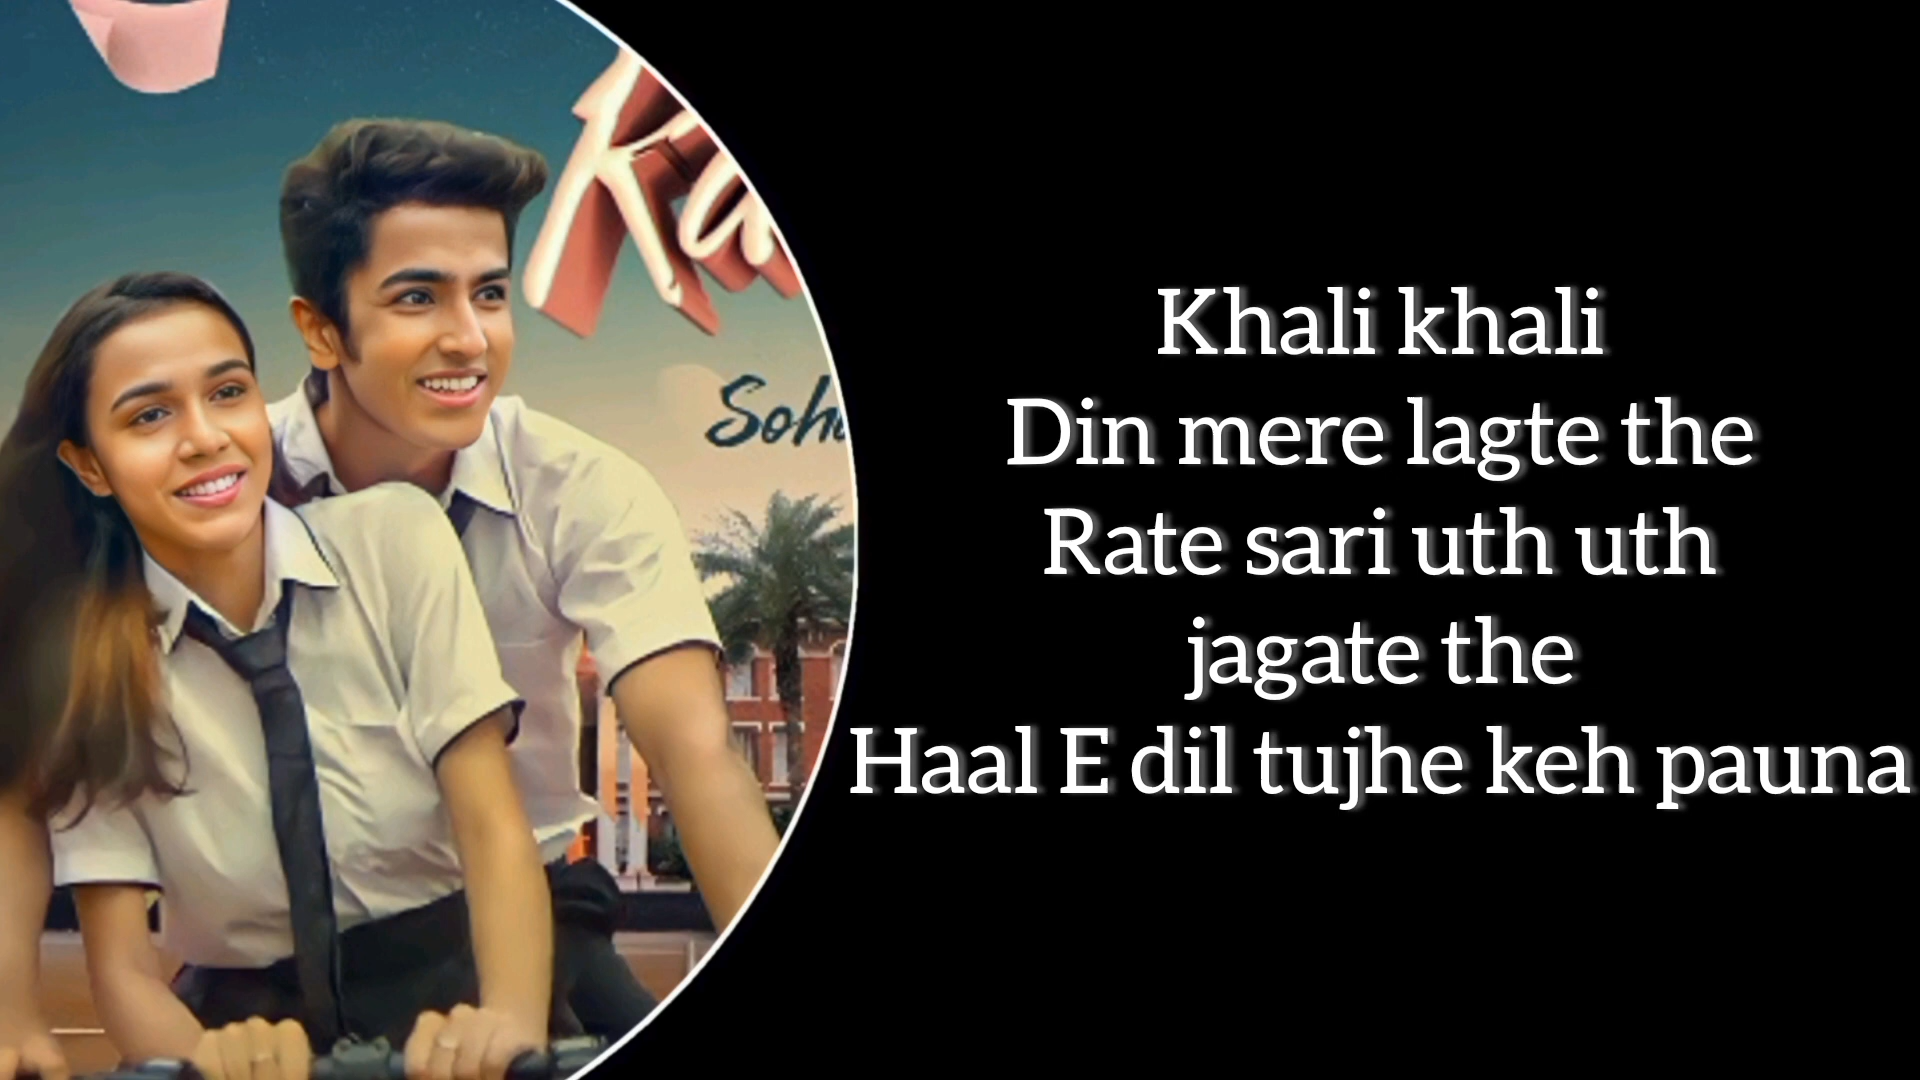 Khali khali
Din mere lagte the
Rate sari uth uth
jagate the
Haal E dil tujhe keh pauna